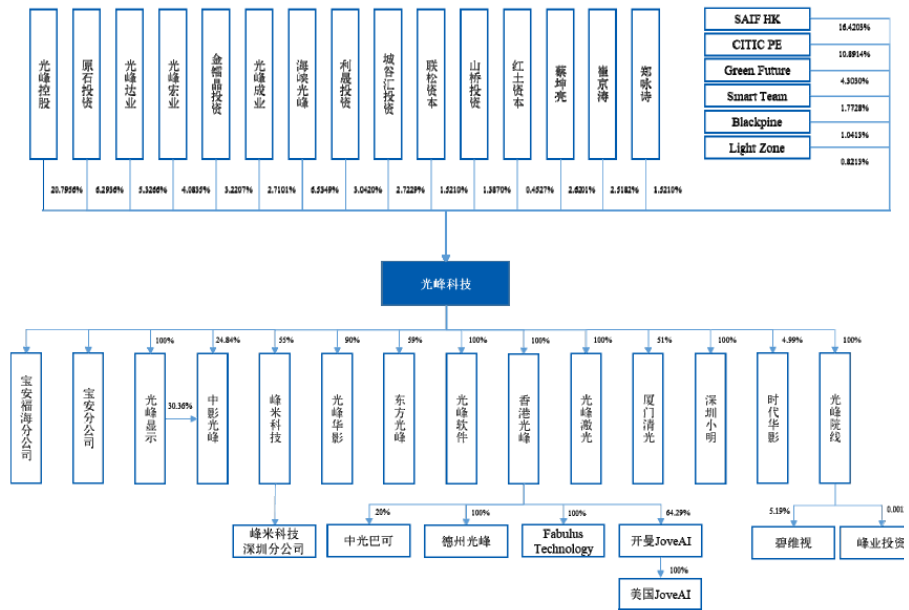 光峰控股
原石投资
光峰达业
光峰宏业
金镭晶投资
光峰成业
海峡光峰
利晟投资
城谷汇投资
联松资本
山桥投资
红土资本
蔡坤亮
崔京涛
郑咏诗
SAIF HK
CITIC PE
Green Future
Smart Team
Blackpine
Light Zone
16.4203%
10.8914%
4.3030%
1.7728%
1.0413%
0.8213%
20.7956%
6.2936%
5.3266%
4.0835%
3.2207%
2.7101%
6.5349%
3.0420%
2.7229%
1.5210%
1.3870%
0.4527%
2.6201%
2.5182%
1.5210%
光峰科技
100%
24.84%
55%
90%
59%
100%
100%
100%
51%
100%
4.99%
100%
宝安福海分公司
宝安分公司
光峰显示
30.36%
中影光峰
峰米科技
光峰华影
东方光峰
光峰软件
香港光峰
光峰激光
厦门清光
深圳小明
时代华影
光峰院线
20%
100%
100%
64.29%
5.19%
0.001
峰米科技
深圳分公司
中光巴可
德州光峰
Fabulus
Technology
开曼JoveAI
碧维视
峰业投资
100%
美国JoveAI